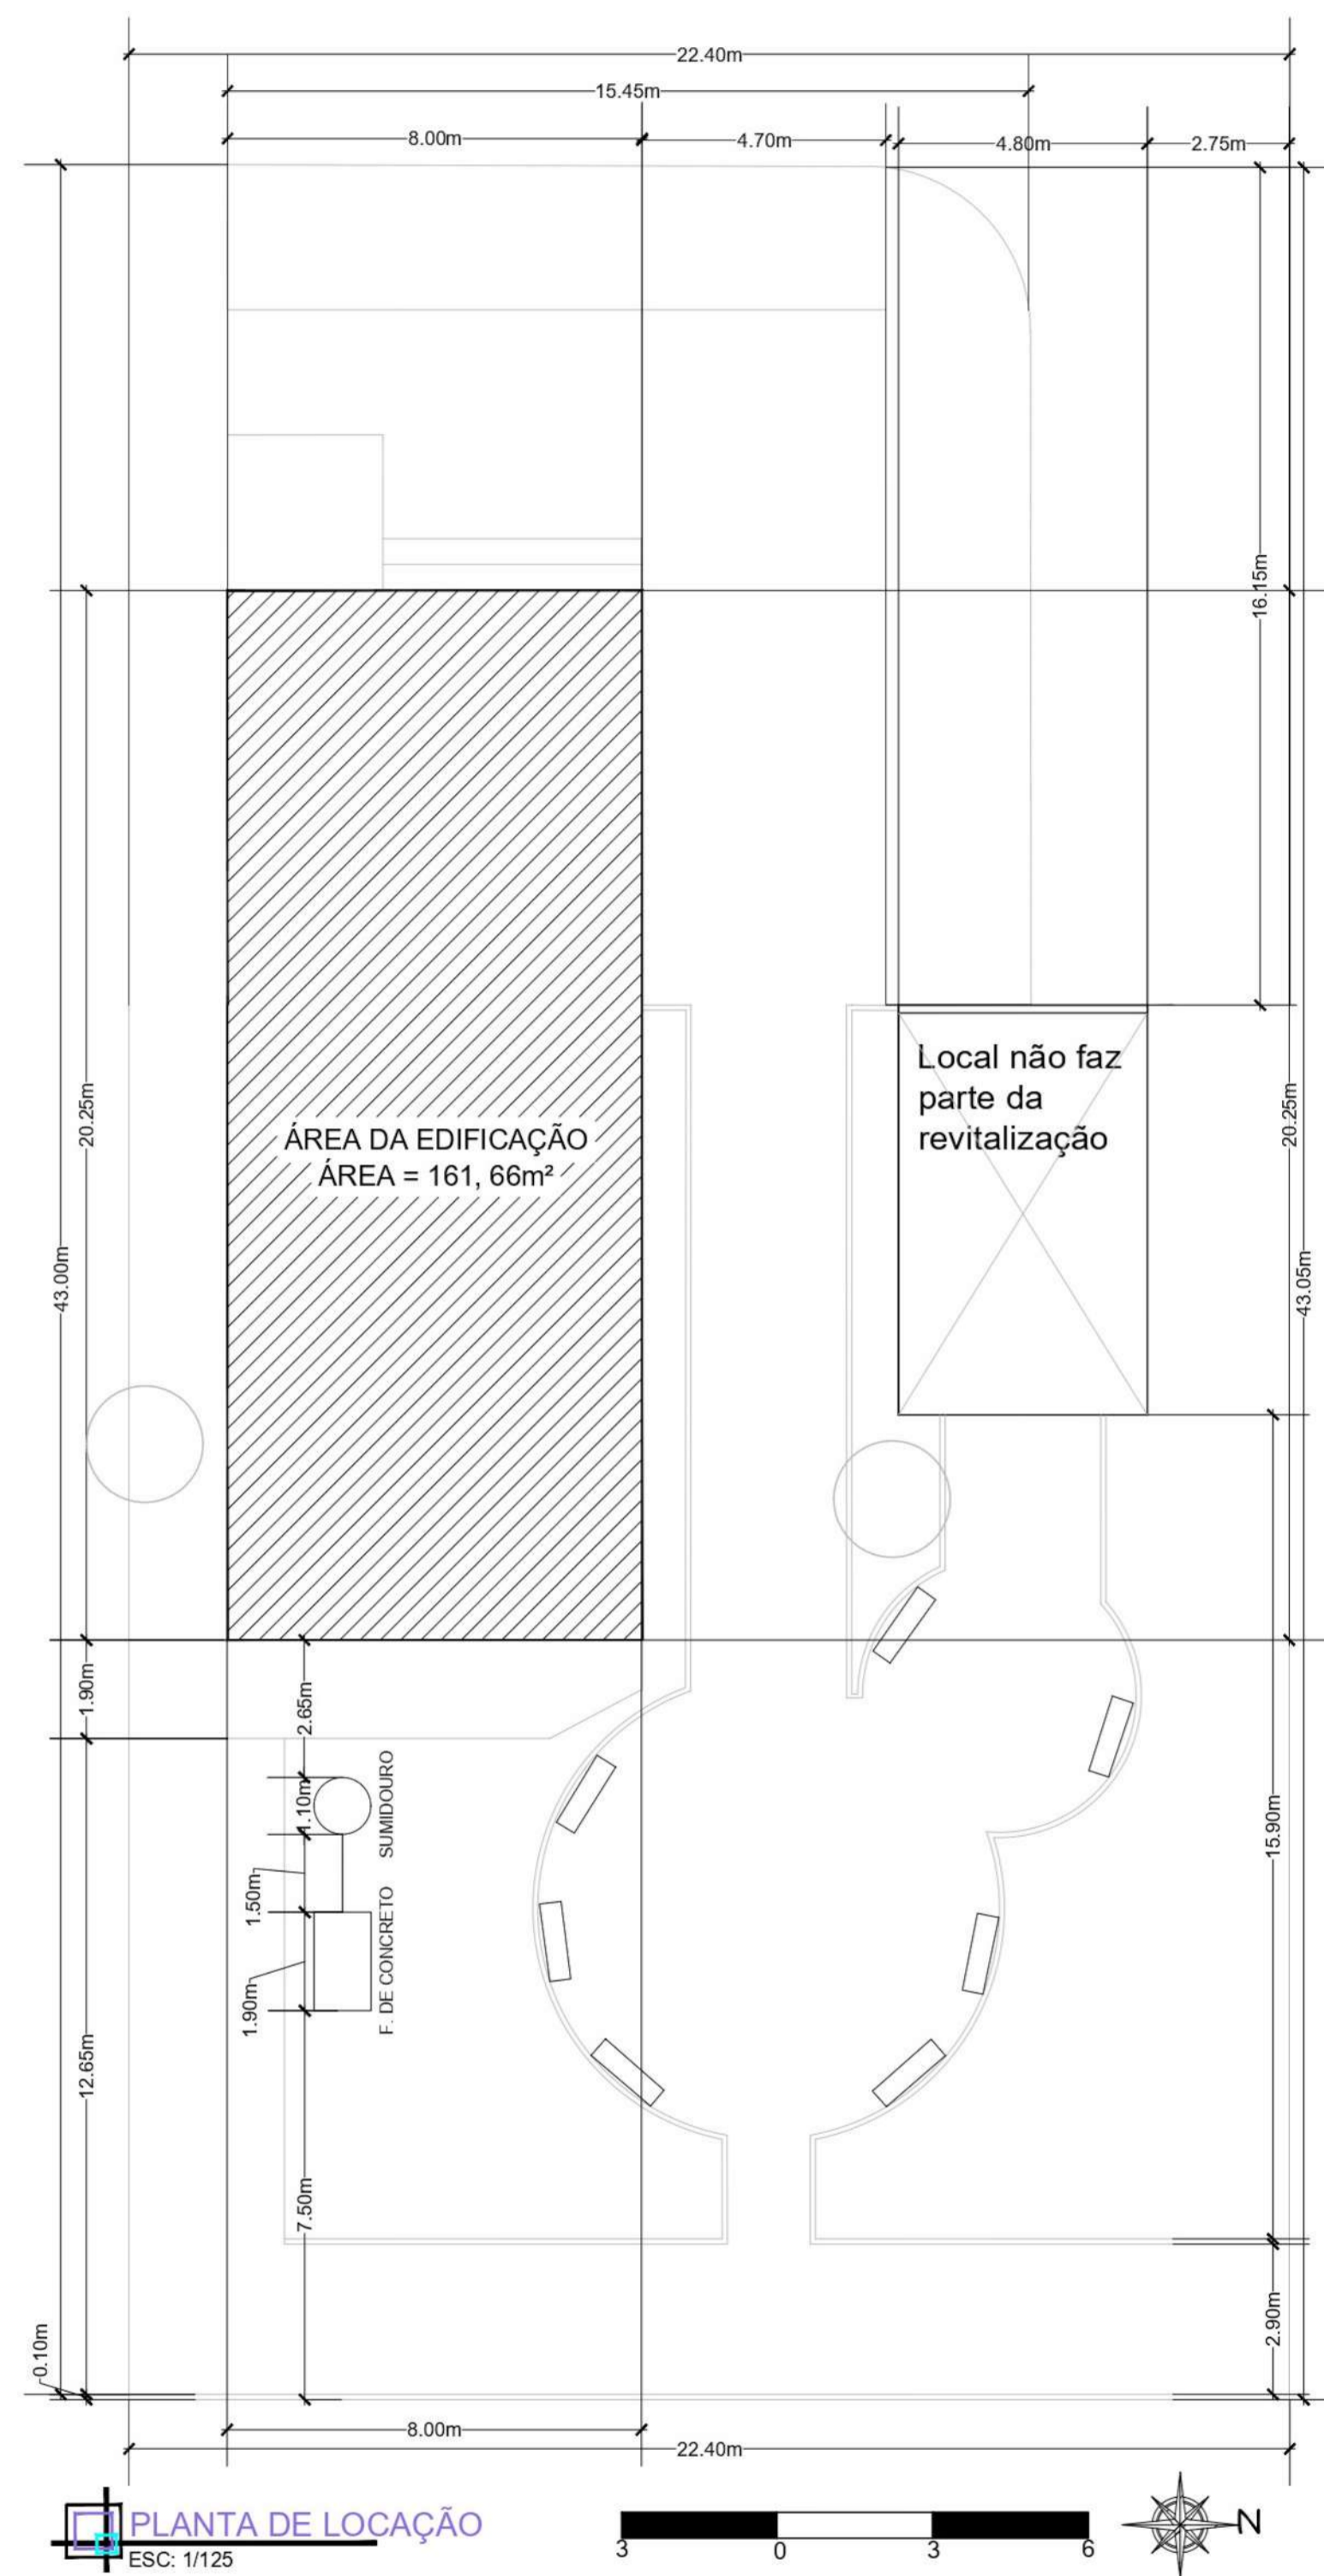 22.40m
15.45m
8.00m
4.70m
4.80m
2.75m
16.15m
20.25m
20.25m
43.00m
43.05m
Local não faz
parte da
revitalização
ÁREA DA EDIFICAÇÃO
ÁREA = 161, 66m²
1.90m
2.65m
1.10m
SUMIDOURO
1.50m
F. DE CONCRETO
1.90m
15.90m
12.65m
7.50m
2.90m
0.10m
8.00m
22.40m
PLANTA DE LOCAÇÃO
ESC: 1/125
3 0 3 6
N